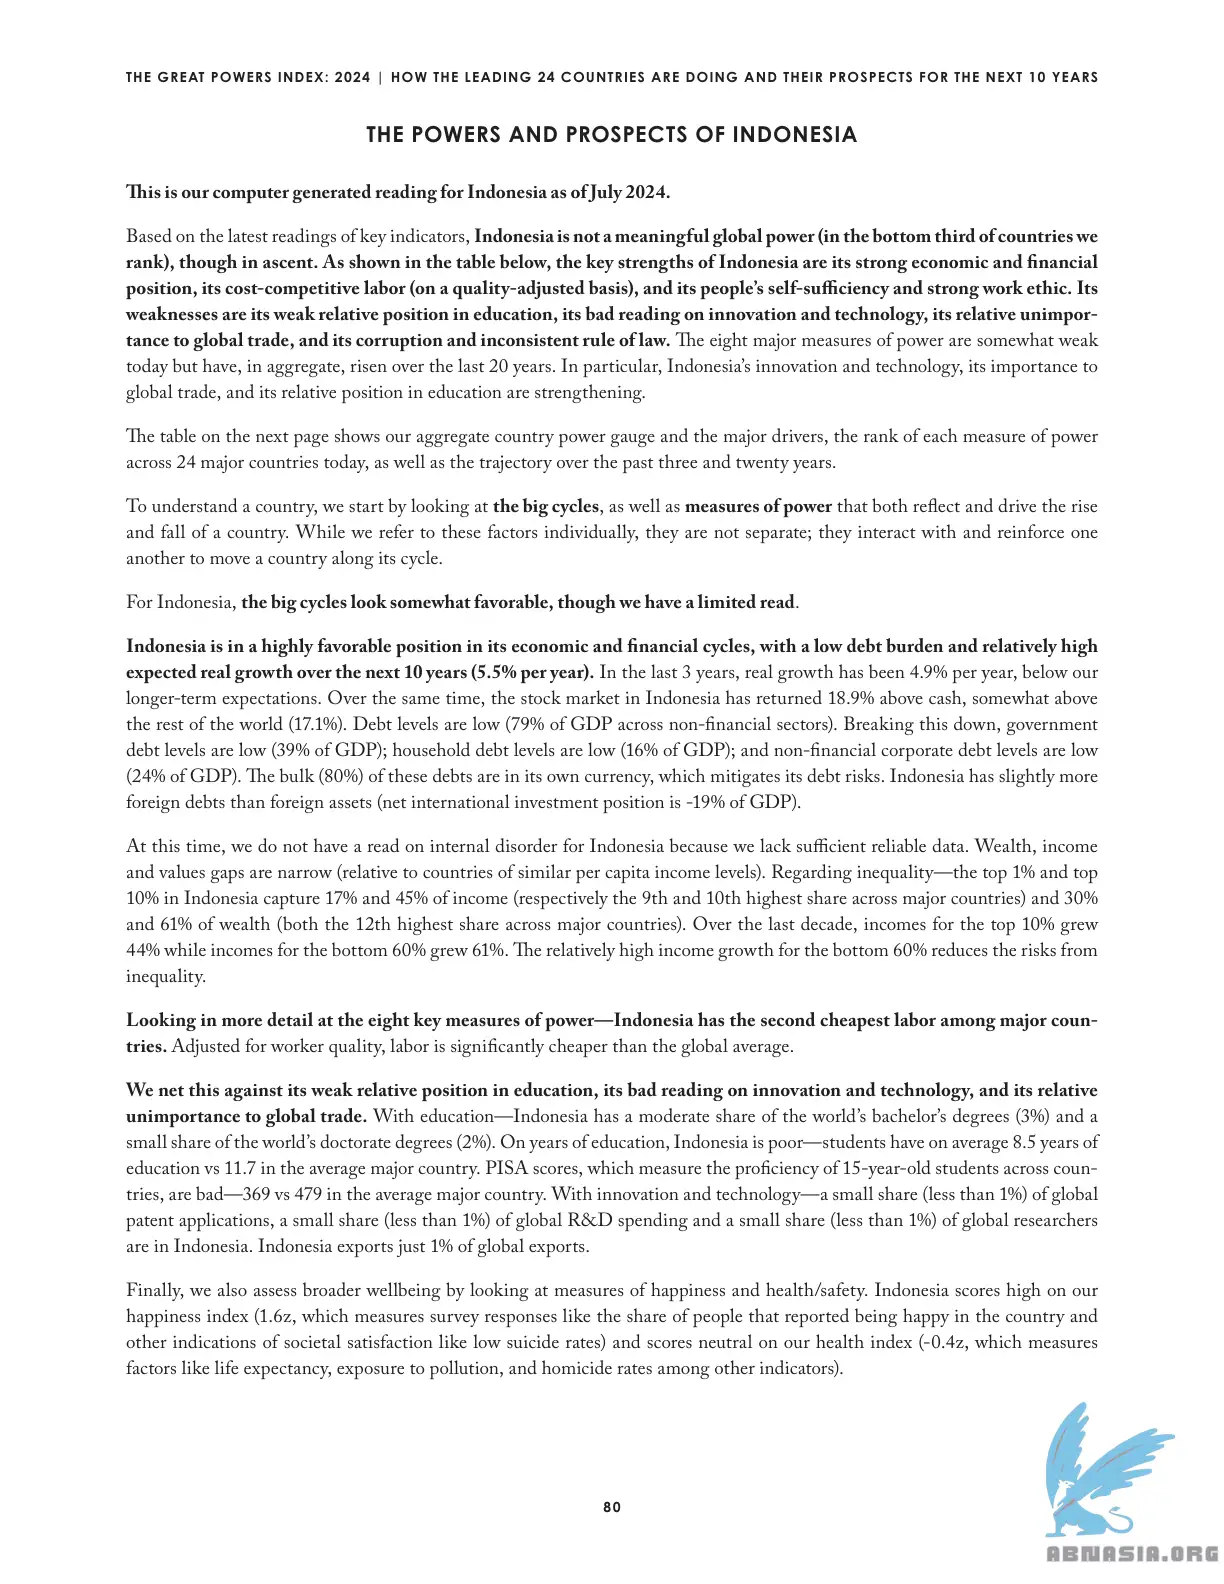 THE GREAT POWERS INDEX: 2024 | HOW THE LEADING 24 COUNTRIES ARE DOING AND THEIR PROSPECTS FOR THE NEXT 10 YEARS
THE POWERS AND PROSPECTS OF INDONESIA
This is our computer generated reading for Indonesia as of July 2024.
Based on the latest readings of key indicators, Indonesia is not a meaningful global power (in the bottom third of countries we
rank), though in ascent. As shown in the table below, the key strengths of Indonesia are its strong economic and financial
position, its cost-competitive labor (on a quality-adjusted basis), and its people's self-sufficiency and strong work ethic. Its
weaknesses are its weak relative position in education, its bad reading on innovation and technology, its relative unimpor-
tance to global trade, and its corruption and inconsistent rule of law. The eight major measures of power are somewhat weak
today but have, in aggregate, risen over the last 20 years. In particular, Indonesia's innovation and technology, its importance to
global trade, and its relative position in education are strengthening.
The table on the next page shows our aggregate country power gauge and the major drivers, the rank of each measure of power
across 24 major countries today, as well as the trajectory over the past three and twenty years.
To understand a country, we start by looking at the big cycles, as well as measures of power that both reflect and drive the rise
and fall of a country. While we refer to these factors individually, they are not separate; they interact with and reinforce one
another to move a country along its cycle.
For Indonesia, the big cycles look somewhat favorable, though we have a limited read.
Indonesia is in a highly favorable position in its economic and financial cycles, with a low debt burden and relatively high
expected real growth over the next 10 years (5.5% per year). In the last 3 years, real growth has been 4.9% per year, below our
longer-term expectations. Over the same time, the stock market in Indonesia has returned 18.9% above cash, somewhat above
the rest of the world (17.1%). Debt levels are low (79% of GDP across non-financial sectors). Breaking this down, government
debt levels are low (39% of GDP); household debt levels are low (16% of GDP); and non-financial corporate debt levels are low
(24% of GDP). The bulk (80%) of these debts are in its own currency, which mitigates its debt risks. Indonesia has slightly more
foreign debts than foreign assets (net international investment position is -19% of GDP).
At this time, we do not have a read on internal disorder for Indonesia because we lack sufficient reliable data. Wealth, income
and values gaps are narrow (relative to countries of similar per capita income levels). Regarding inequality—the top 1% and top
10% in Indonesia capture 17% and 45% of income (respectively the 9th and 10th highest share across major countries) and 30%
and 61% of wealth (both the 12th highest share across major countries). Over the last decade, incomes for the top 10% grew
44% while incomes for the bottom 60% grew 61%. The relatively high income growth for the bottom 60% reduces the risks from
inequality.
Looking in more detail at the eight key measures of power—Indonesia has the second cheapest labor among major coun-
tries. Adjusted for worker quality, labor is significantly cheaper than the global average.
We net this against its weak relative position in education, its bad reading on innovation and technology, and its relative
unimportance to global trade. With education—Indonesia has a moderate share of the world's bachelor's degrees (3%) and a
small share of the world's doctorate degrees (2%). On years of education, Indonesia is poor—students have on average 8.5 years of
education vs 11.7 in the average major country. PISA scores, which measure the proficiency of 15-year-old students across coun-
tries, are bad—369 vs 479 in the average major country. With innovation and technology—a small share (less than 1%) of global
patent applications, a small share (less than 1%) of global R&D spending and a small share (less than 1%) of global researchers
are in Indonesia. Indonesia exports just 1% of global exports.
Finally, we also assess broader wellbeing by looking at measures of happiness and health/safety. Indonesia scores high on our
happiness index (1.6z, which measures survey responses like the share of people that reported being happy in the country and
other indications of societal satisfaction like low suicide rates) and scores neutral on our health index (-0.4z, which measures
factors like life expectancy, exposure to pollution, and homicide rates among other indicators).
80
ABNASIA.ORG